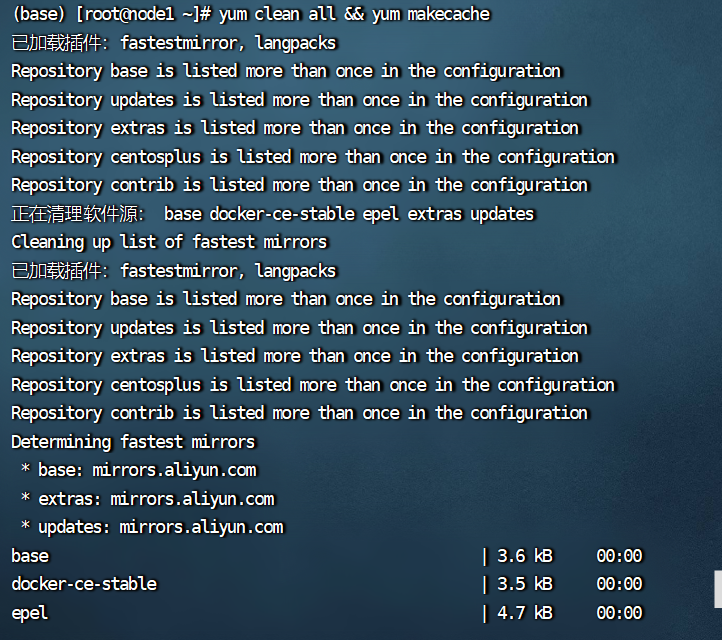 (base) [root@node1 ~]# yum clean all && yum makecache
已加载插件：fastestmirror, langpacks
Repository base is listed more than once in the configuration
Repository updates is listed more than once in the configuration
Repository extras is listed more than once in the configuration
Repository centosplus is listed more than once in the configuration
Repository contrib is listed more than once in the configuration
正在清理软件源： base docker-ce-stable epel extras updates
Cleaning up list of fastest mirrors
已加载插件：fastestmirror, langpacks
Repository base is listed more than once in the configuration
Repository updates is listed more than once in the configuration
Repository extras is listed more than once in the configuration
Repository centosplus is listed more than once in the configuration
Repository contrib is listed more than once in the configuration
Determining fastest mirrors
 * base: mirrors.aliyun.com
 * extras: mirrors.aliyun.com
 * updates: mirrors.aliyun.com
base | 3.6 kB 00:00
docker-ce-stable | 3.5 kB 00:00
epel | 4.7 kB 00:00